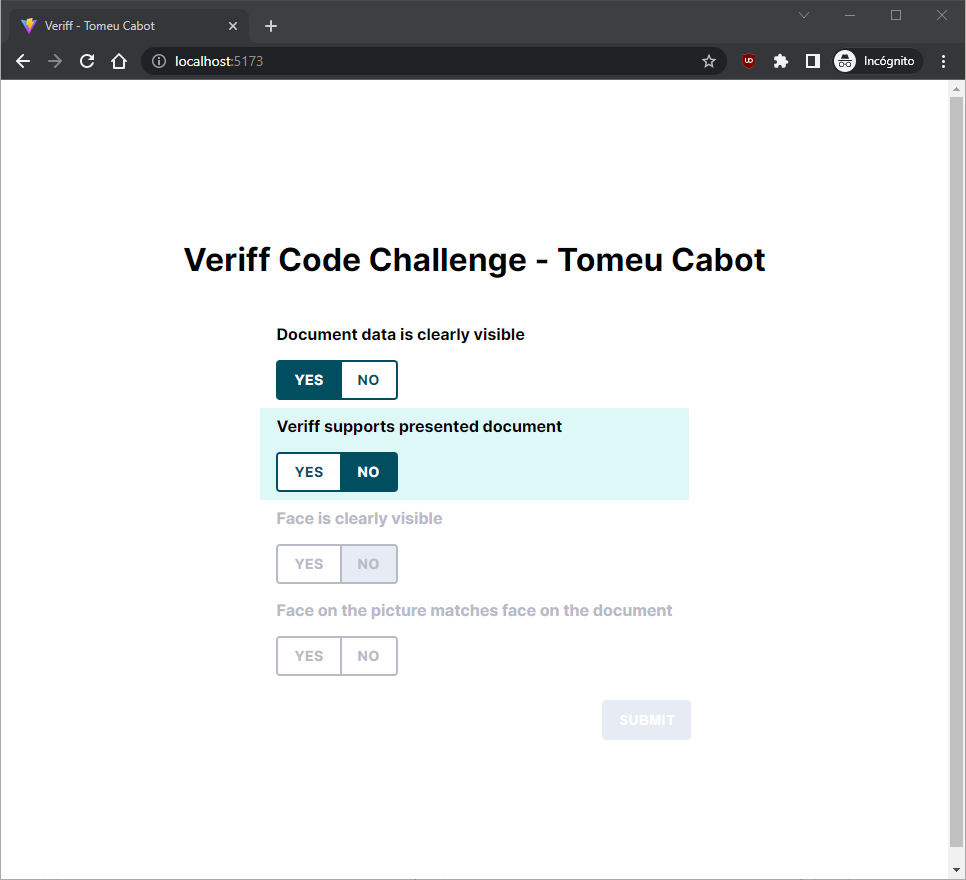 Veriff - Tomeu Cabot
localhost:5173
UD
Incógnito
Veriff Code Challenge - Tomeu Cabot
Document data is clearly visible
YES NO
Veriff supports presented document
YES NO
Face is clearly visible
YES NO
Face on the picture matches face on the document
YES NO
SUBMIT